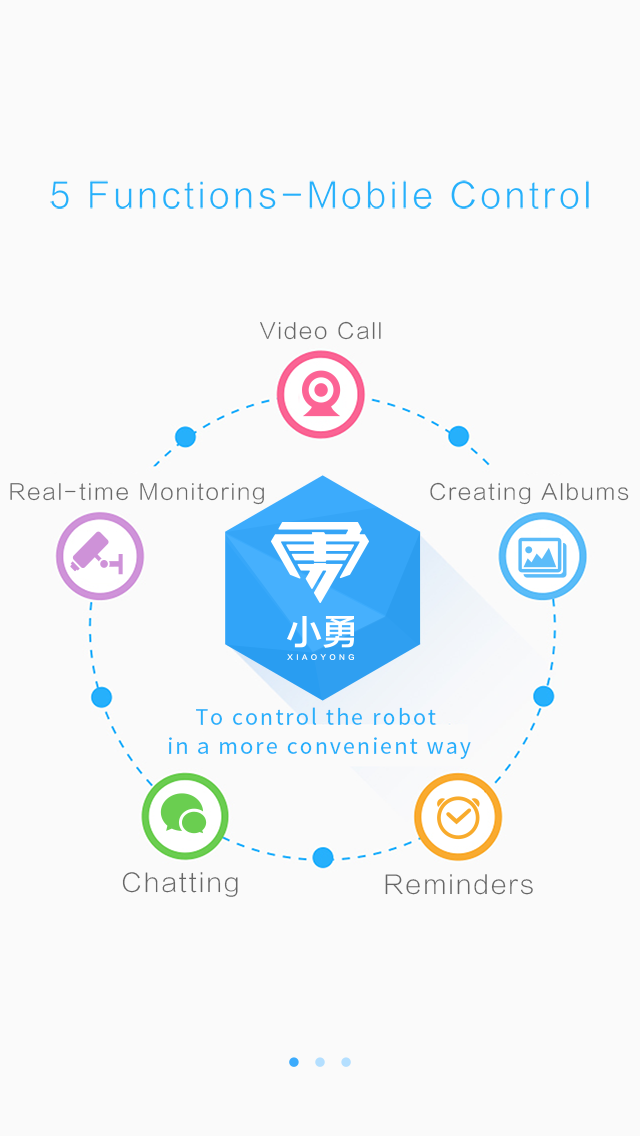 5 Functions-Mobile Control
Video Call
Real-time Monitoring
Creating Albums
勇
小勇
XIAOYONG
To control the robot
in a more convenient way
Chatting
Reminders